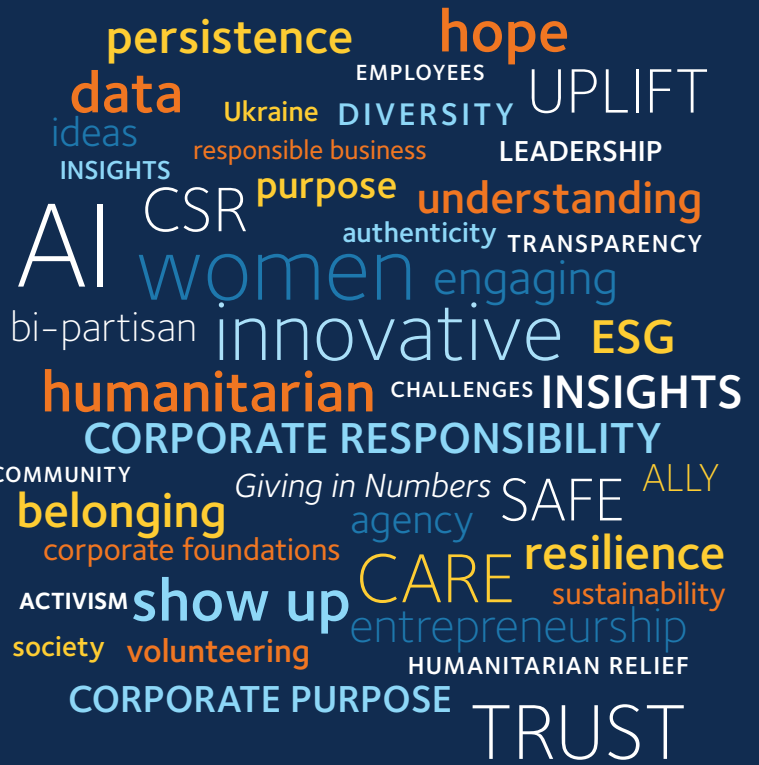 persistence
hope
EMPLOYEES
UPLIFT
data
Ukraine
DIVERSITY
ideas
responsible business
LEADERSHIP
INSIGHTS
purpose
CSR
understanding
AI
authenticity
TRANSPARENCY
women
engaging
bi-partisan
innovative
ESG
humanitarian
CHALLENGES
INSIGHTS
CORPORATE RESPONSIBILITY
COMMUNITY
Giving in Numbers
SAFE
ALLY
belonging
agency
corporate foundations
CARE
resilience
ACTIVISM
show up
sustainability
entrepreneurship
society
volunteering
HUMANITARIAN RELIEF
CORPORATE PURPOSE
TRUST